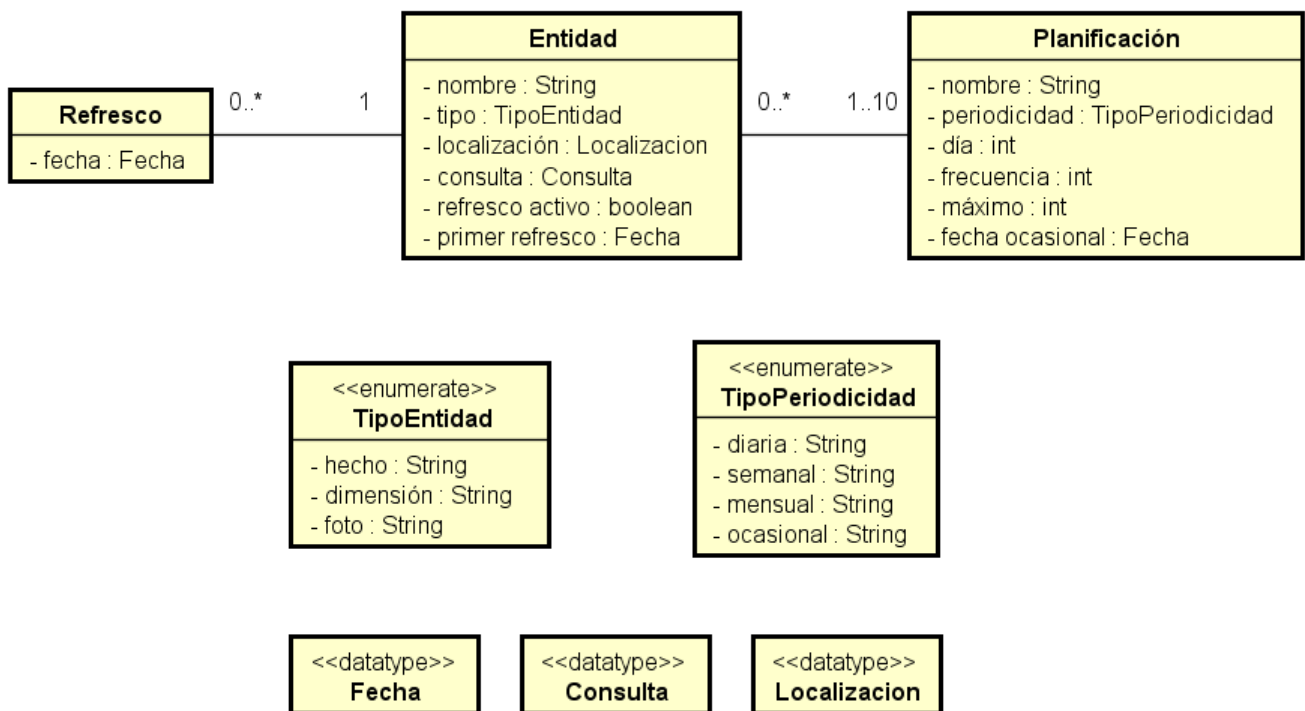 Refresco
- fecha : Fecha
0..*
1
Entidad
- nombre : String
- tipo : TipoEntidad
- localización : Localizacion
- consulta : Consulta
- refresco activo : boolean
- primer refresco : Fecha
0..*
1..10
Planificación
- nombre : String
- periodicidad : TipoPeriodicidad
- día : int
- frecuencia : int
- máximo : int
- fecha ocasional : Fecha
<<enumerate>>
TipoEntidad
- hecho : String
- dimensión : String
- foto : String
<<enumerate>>
TipoPeriodicidad
- diaria : String
- semanal : String
- mensual : String
- ocasional : String
<<datatype>>
Fecha
<<datatype>>
Consulta
<<datatype>>
Localizacion